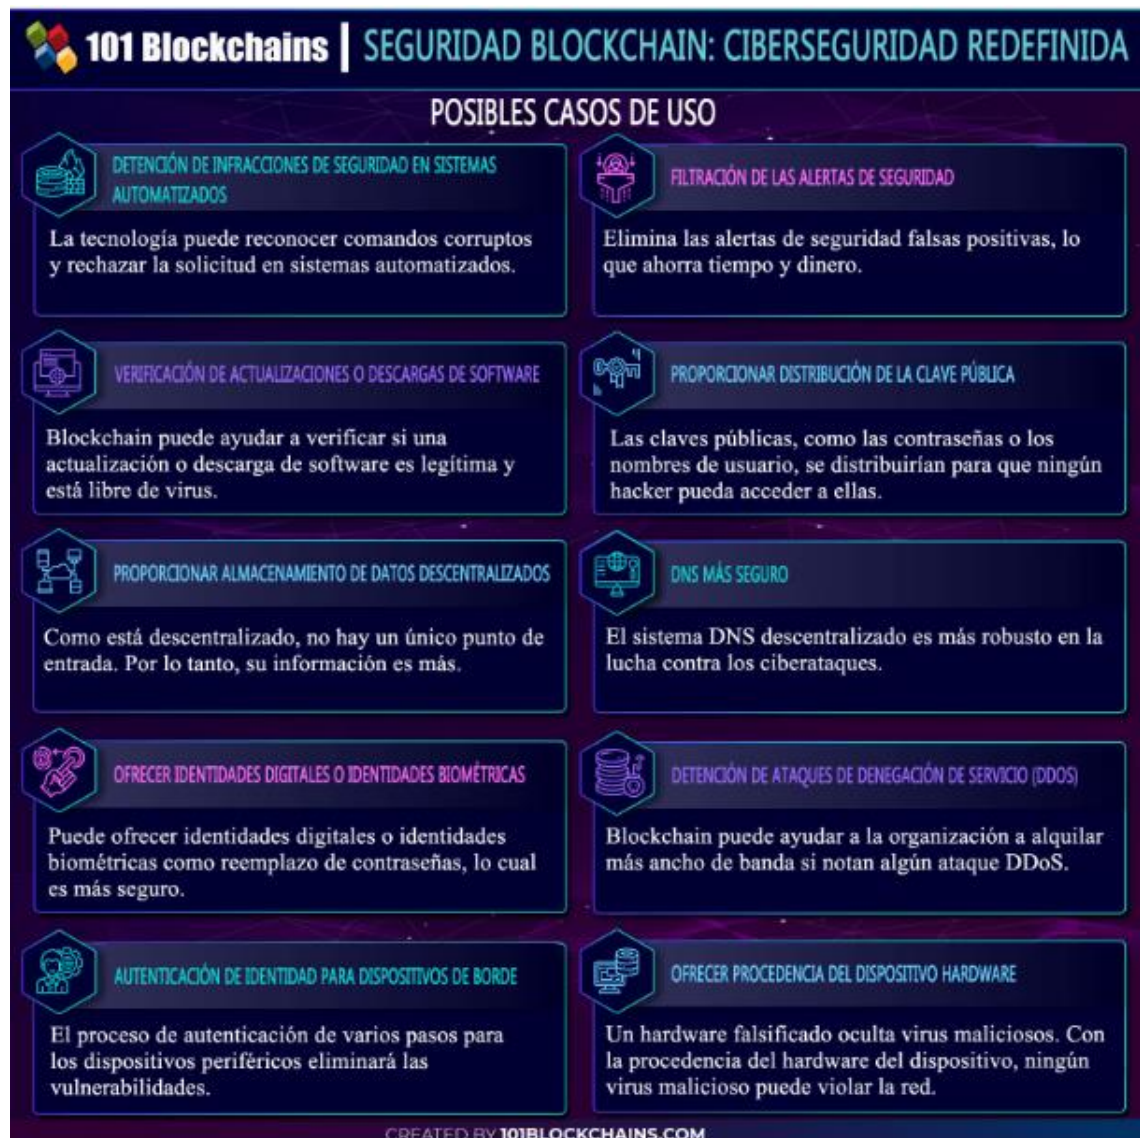 101 Blockchains | SEGURIDAD BLOCKCHAIN: CIBERSEGURIDAD REDEFINIDA
POSIBLES CASOS DE USO
DETENCIÓN DE INFRACCIONES DE SEGURIDAD EN SISTEMAS
AUTOMATIZADOS
La tecnología puede reconocer comandos corruptos
y rechazar la solicitud en sistemas automatizados.
FILTRACIÓN DE LAS ALERTAS DE SEGURIDAD
Elimina las alertas de seguridad falsas positivas, lo
que ahorra tiempo y dinero.
VERIFICACIÓN DE ACTUALIZACIONES O DESCARGAS DE SOFTWARE
Blockchain puede ayudar a verificar si una
actualización o descarga de software es legítima y
está libre de virus.
PROPORCIONAR DISTRIBUCIÓN DE LA CLAVE PÚBLICA
Las claves públicas, como las contraseñas o los
nombres de usuario, se distribuirían para que ningún
hacker pueda acceder a ellas.
PROPORCIONAR ALMACENAMIENTO DE DATOS DESCENTRALIZADOS
Como está descentralizado, no hay un único punto de
entrada. Por lo tanto, su información es más.
DNS MÁS SEGURO
El sistema DNS descentralizado es más robusto en la
lucha contra los ciberataques.
OFRECER IDENTIDADES DIGITALES O IDENTIDADES BIOMÉTRICAS
Puede ofrecer identidades digitales o identidades
biométricas como reemplazo de contraseñas, lo cual
es más seguro.
DETENCIÓN DE ATAQUES DE DENEGACIÓN DE SERVICIO (DDOS)
Blockchain puede ayudar a la organización a alquilar
más ancho de banda si notan algún ataque DDoS.
AUTENTICACIÓN DE IDENTIDAD PARA DISPOSITIVOS DE BORDE
El proceso de autenticación de varios pasos para
los dispositivos periféricos eliminará las
vulnerabilidades.
OFRECER PROCEDENCIA DEL DISPOSITIVO HARDWARE
Un hardware falsificado oculta virus maliciosos. Con
la procedencia del hardware del dispositivo, ningún
virus malicioso puede violar la red.
CREATED BY 101BLOCKCHAINS.COM